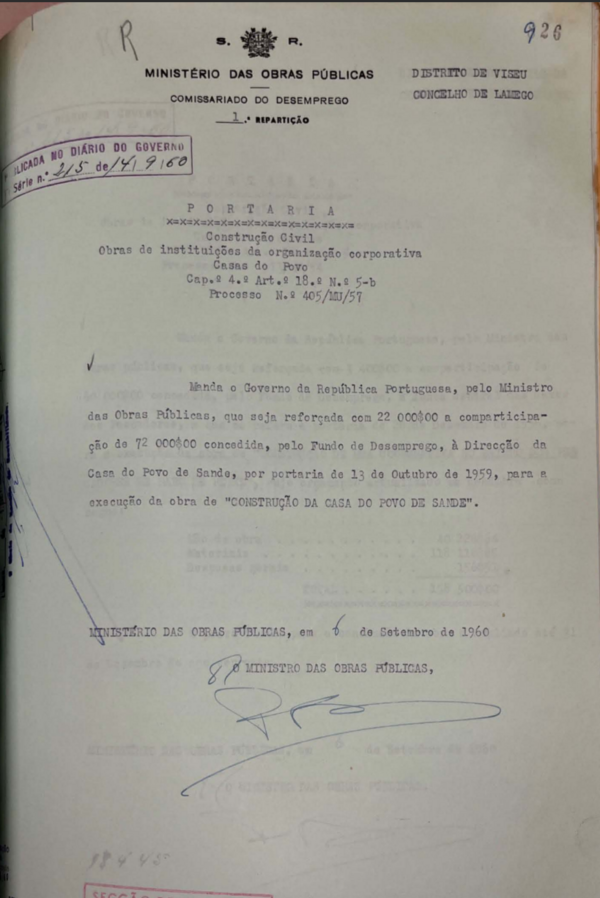 R
926
S. R.
MINISTÉRIO DAS OBRAS PÚBLICAS
COMISSARIADO DO DESEMPREGO
1.ª REPARTIÇÃO
DISTRITO DE VISEU
CONCELHO DE LAMEGO
BLICADA NO DIÁRIO DO GOVERNO
Série n.º 215 de 14/9/60
P O R T A R I A
x=x=x=x=x=x=x=x=x=x=x=x=x=x=
Construção Civil
Obras de instituições da organização corporativa
Casas do Povo
Cap.º 4.º Art.º 18.º N.º 5-b
Processo N.º 405/MU/57
Manda o Governo da República Portuguesa, pelo Ministro
das Obras Públicas, que seja reforçada com 22 000$00 a comparticipa-
ção de 72 000$00 concedida, pelo Fundo de Desemprego, à Direcção da
Casa do Povo de Sande, por portaria de 13 de Outubro de 1959, para a
execução da obra de "CONSTRUÇÃO DA CASA DO POVO DE SANDE".
MINISTÉRIO DAS OBRAS PÚBLICAS, em 6 de Setembro de 1960
O MINISTRO DAS OBRAS PÚBLICAS,